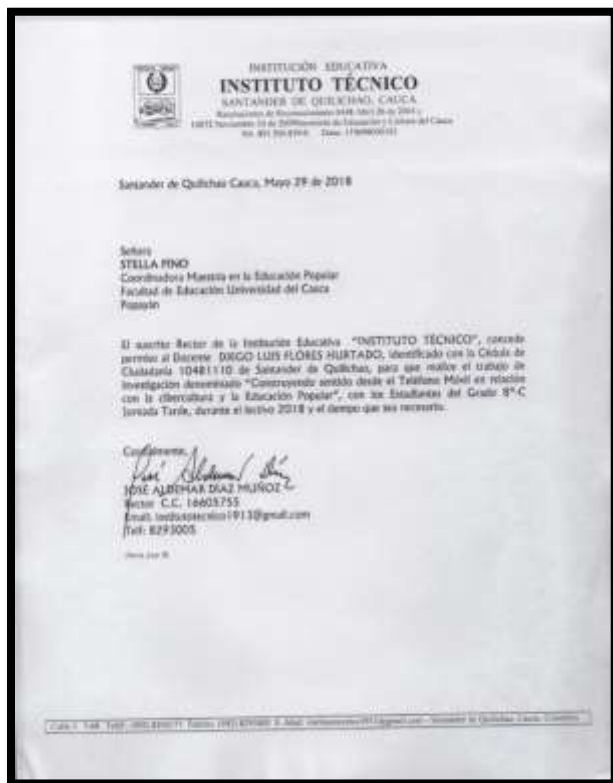 INSTITUCIÓN EDUCATIVA
INSTITUTO TÉCNICO
SANTANDER DE QUILICHAO, CAUCA
Santander de Quilichao Cauca, Mayo 29 de 2018
Señora
STELLA PINO
Coordinadora Maestría en la Educación Popular
Facultad de Educación Universidad del Cauca
Popayán
El suscrito Rector de la Institución Educativa "INSTITUTO TÉCNICO", concede
permiso al Docente DIEGO LUIS FLORES HURTADO, identificado con la Cédula de
Ciudadanía 10481110 de Santander de Quilichao, para que realice el trabajo de
investigación denominado "Construyendo sentido desde el Teléfono Móvil en relación
con la cibercultura y la Educación Popular", con los Estudiantes del Grado 8°-C
Jornada Tarde, durante el lectivo 2018 y el tiempo que sea necesario.
Cordialmente,
JOSE ALDEMAR DIAZ MUÑOZ
Rector C.C. 16605755
Email: institutotecnico1913@gmail.com
Telf: 8293005